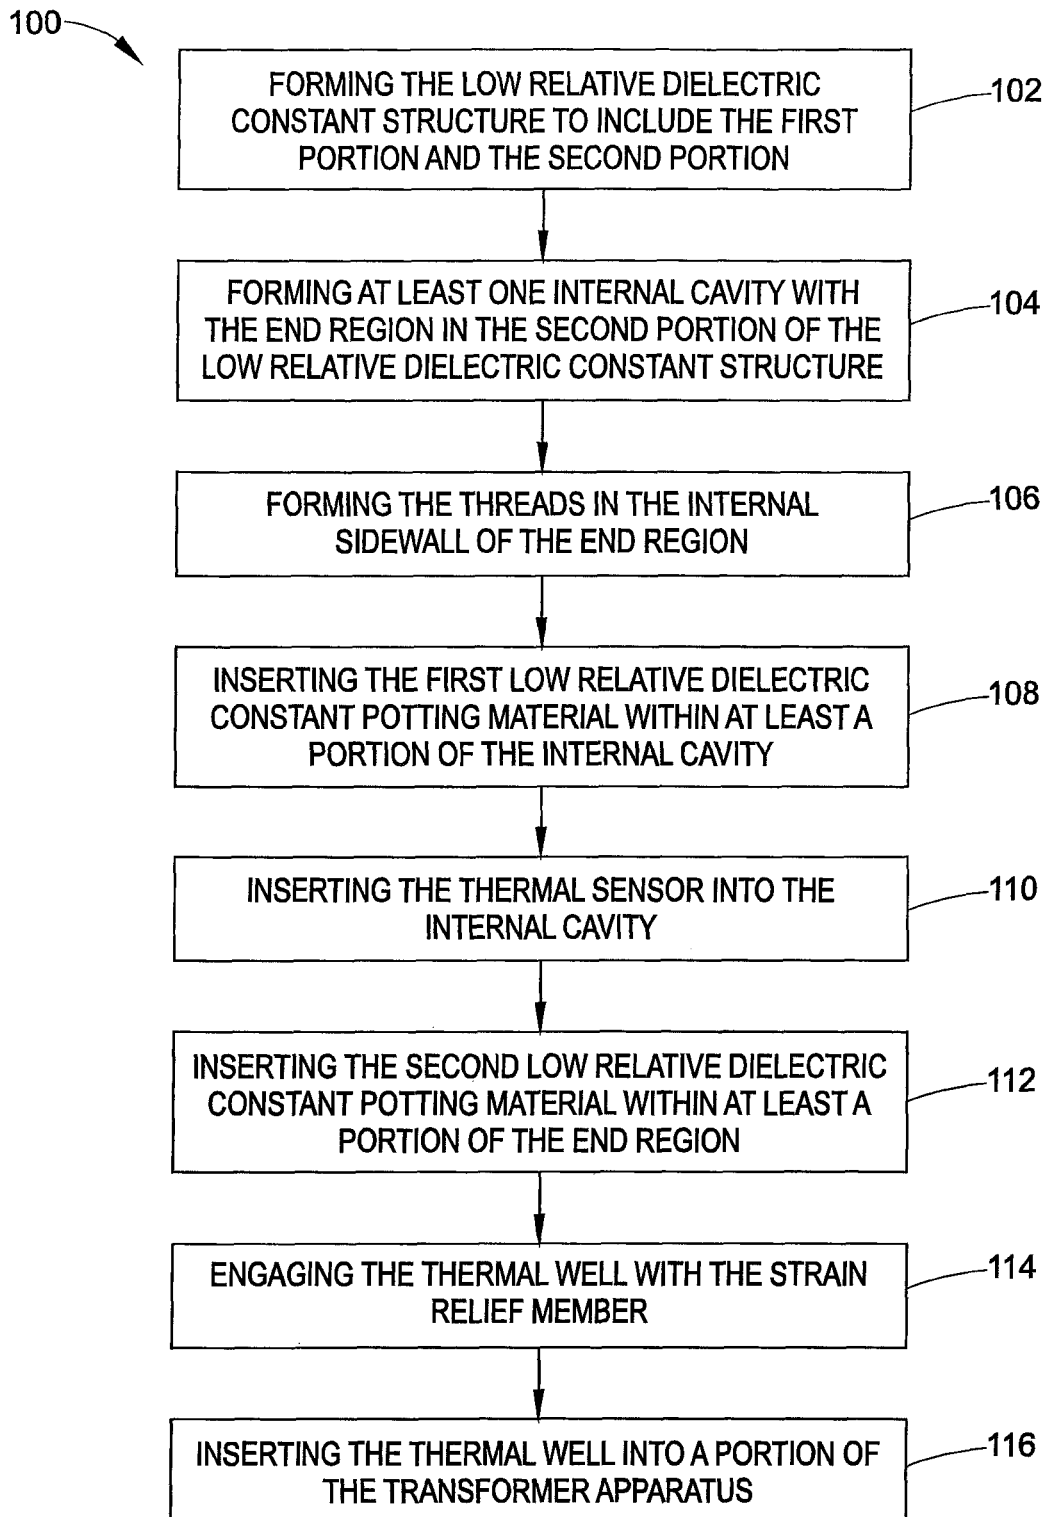 100
FORMING THE LOW RELATIVE DIELECTRIC
CONSTANT STRUCTURE TO INCLUDE THE FIRST
PORTION AND THE SECOND PORTION
102
FORMING AT LEAST ONE INTERNAL CAVITY WITH
THE END REGION IN THE SECOND PORTION OF THE
LOW RELATIVE DIELECTRIC CONSTANT STRUCTURE
104
FORMING THE THREADS IN THE INTERNAL
SIDEWALL OF THE END REGION
106
INSERTING THE FIRST LOW RELATIVE DIELECTRIC
CONSTANT POTTING MATERIAL WITHIN AT LEAST A
PORTION OF THE INTERNAL CAVITY
108
INSERTING THE THERMAL SENSOR INTO THE
INTERNAL CAVITY
110
INSERTING THE SECOND LOW RELATIVE DIELECTRIC
CONSTANT POTTING MATERIAL WITHIN AT LEAST A
PORTION OF THE END REGION
112
ENGAGING THE THERMAL WELL WITH THE STRAIN
RELIEF MEMBER
114
INSERTING THE THERMAL WELL INTO A PORTION OF
THE TRANSFORMER APPARATUS
116